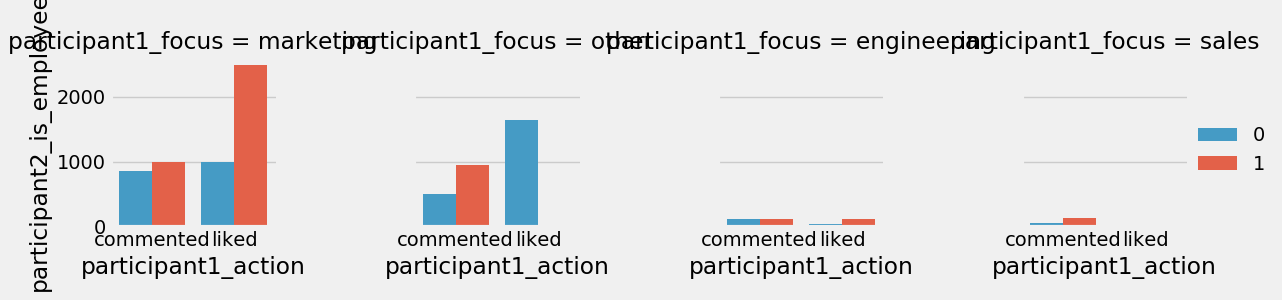 participant1_focus = marketing
participant1_focus = other
participant1_focus = engineering
participant1_focus = sales
participant2_is_employee
2000
1000
0
commented liked
commented liked
commented liked
commented liked
participant1_action
participant1_action
participant1_action
participant1_action
0
1